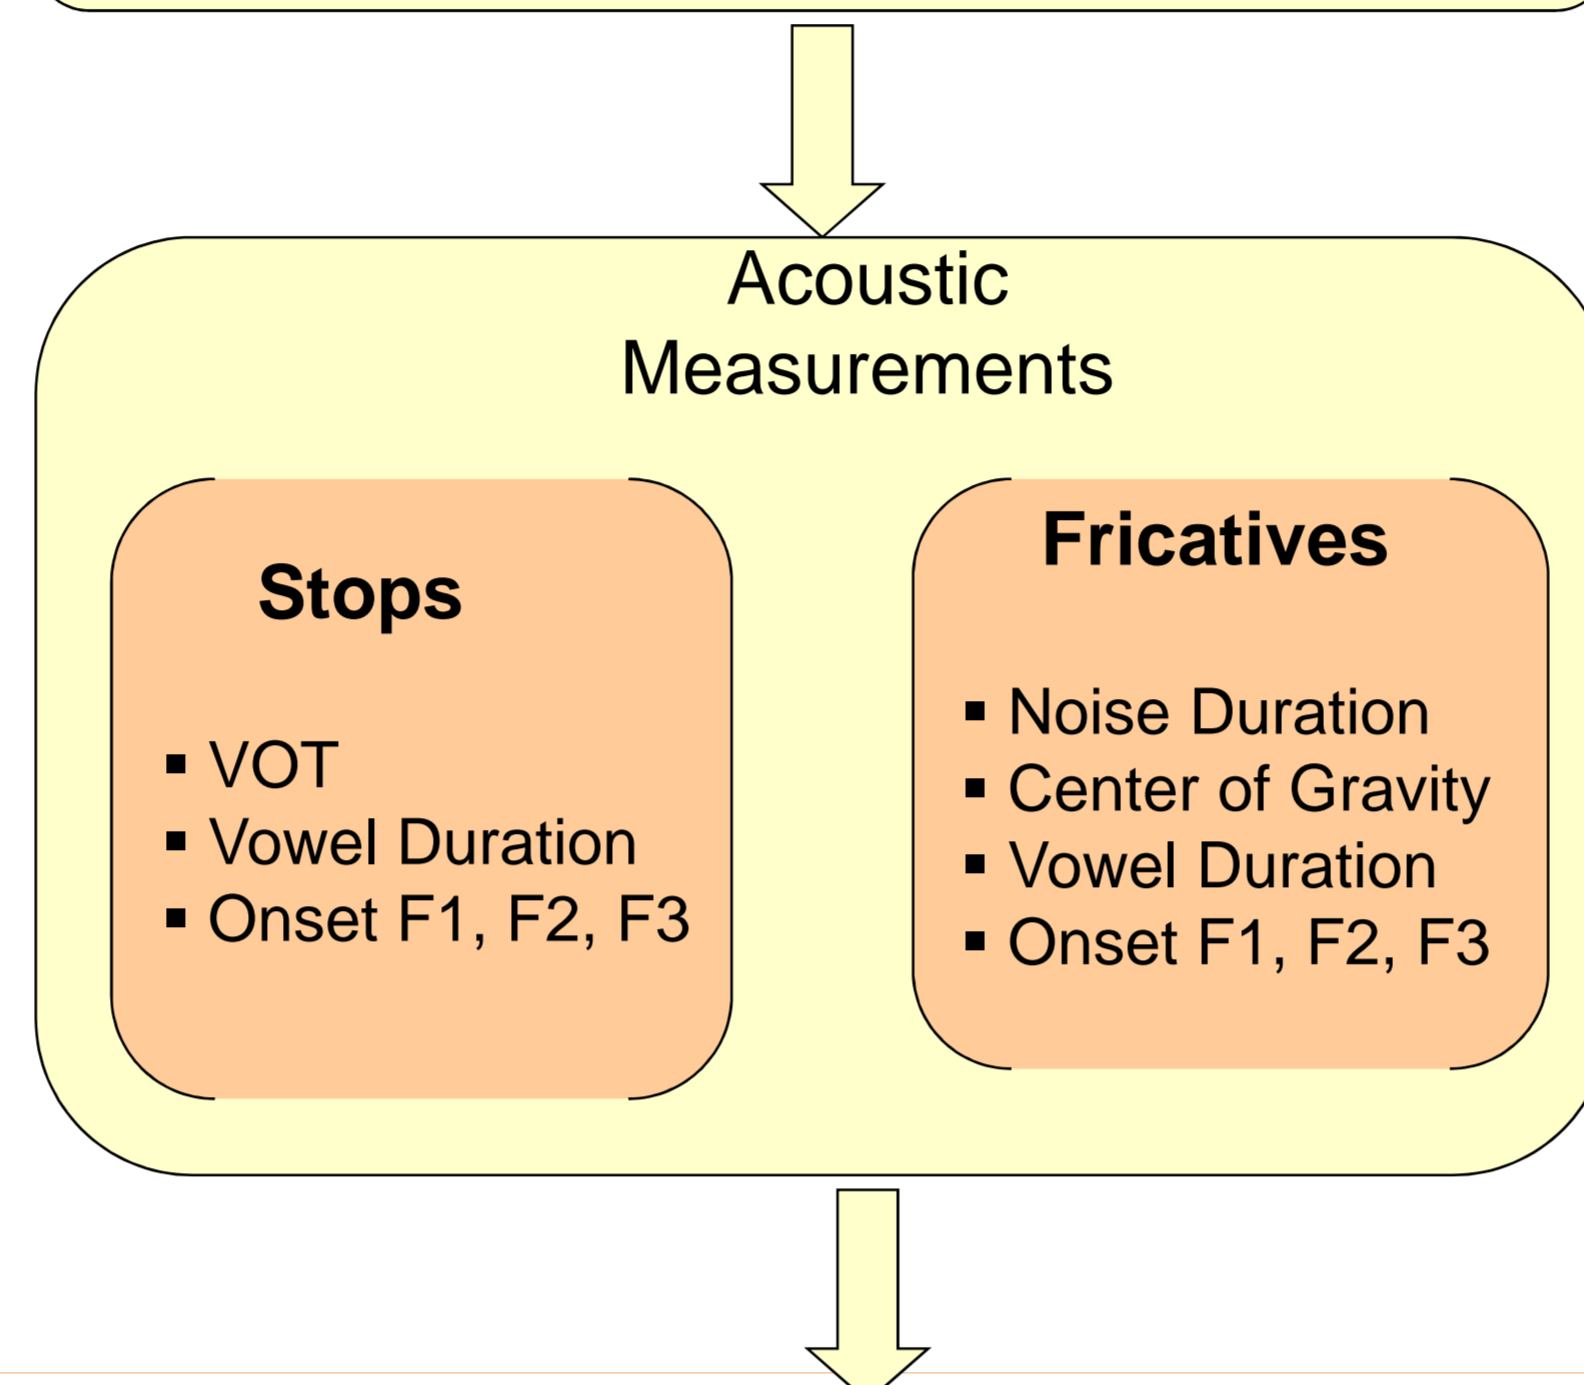 Acoustic
Measurements
Stops
▪ VOT
▪ Vowel Duration
▪ Onset F1, F2, F3
Fricatives
▪ Noise Duration
▪ Center of Gravity
▪ Vowel Duration
▪ Onset F1, F2, F3